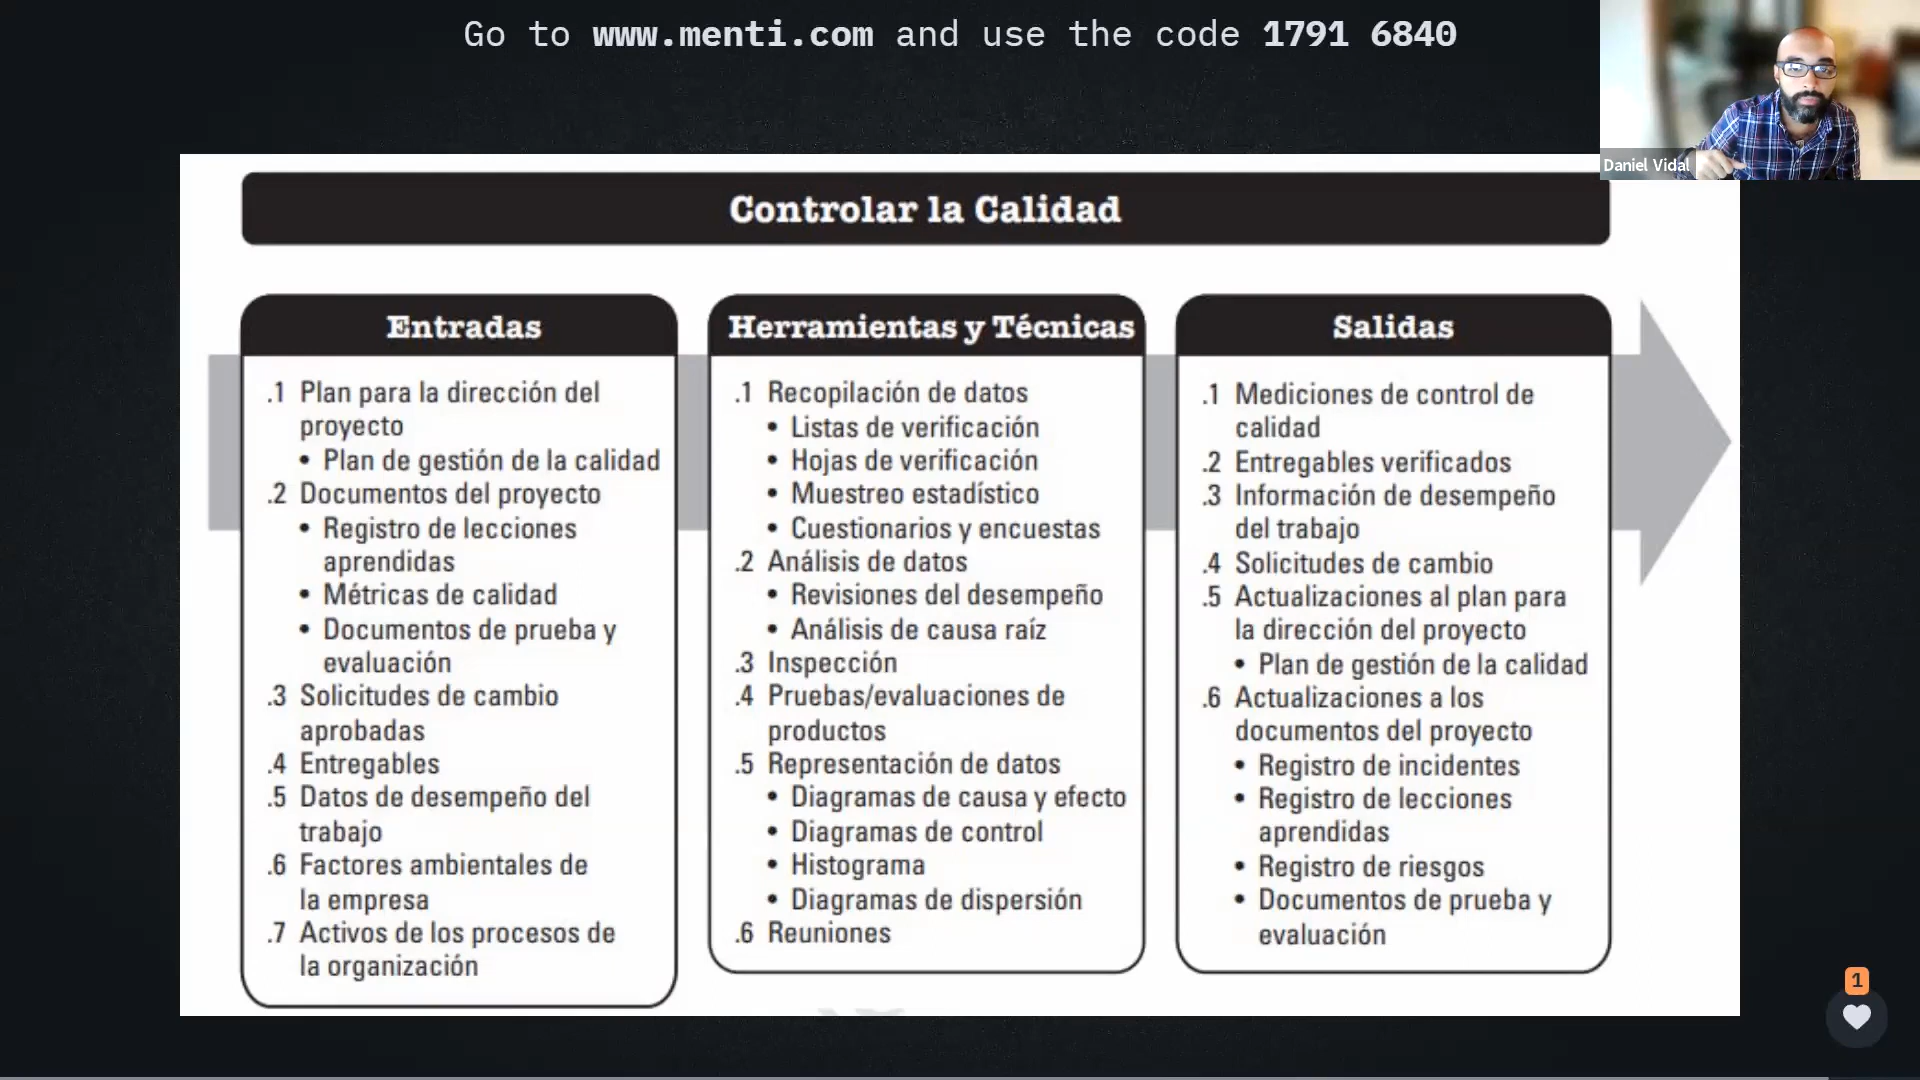 Go to www.menti.com and use the code 1791 6840
Daniel Vidal
Controlar la Calidad
Entradas
.1 Plan para la dirección del
proyecto
• Plan de gestión de la calidad
.2 Documentos del proyecto
• Registro de lecciones
aprendidas
• Métricas de calidad
• Documentos de prueba y
evaluación
.3 Solicitudes de cambio
aprobadas
.4 Entregables
.5 Datos de desempeño del
trabajo
.6 Factores ambientales de
la empresa
.7 Activos de los procesos de
la organización
Herramientas y Técnicas
.1 Recopilación de datos
• Listas de verificación
• Hojas de verificación
• Muestreo estadístico
• Cuestionarios y encuestas
.2 Análisis de datos
• Revisiones del desempeño
• Análisis de causa raíz
.3 Inspección
.4 Pruebas/evaluaciones de
productos
.5 Representación de datos
• Diagramas de causa y efecto
• Diagramas de control
• Histograma
• Diagramas de dispersión
.6 Reuniones
Salidas
.1 Mediciones de control de
calidad
.2 Entregables verificados
.3 Información de desempeño
del trabajo
.4 Solicitudes de cambio
.5 Actualizaciones al plan para
la dirección del proyecto
• Plan de gestión de la calidad
.6 Actualizaciones a los
documentos del proyecto
• Registro de incidentes
• Registro de lecciones
aprendidas
• Registro de riesgos
• Documentos de prueba y
evaluación
1